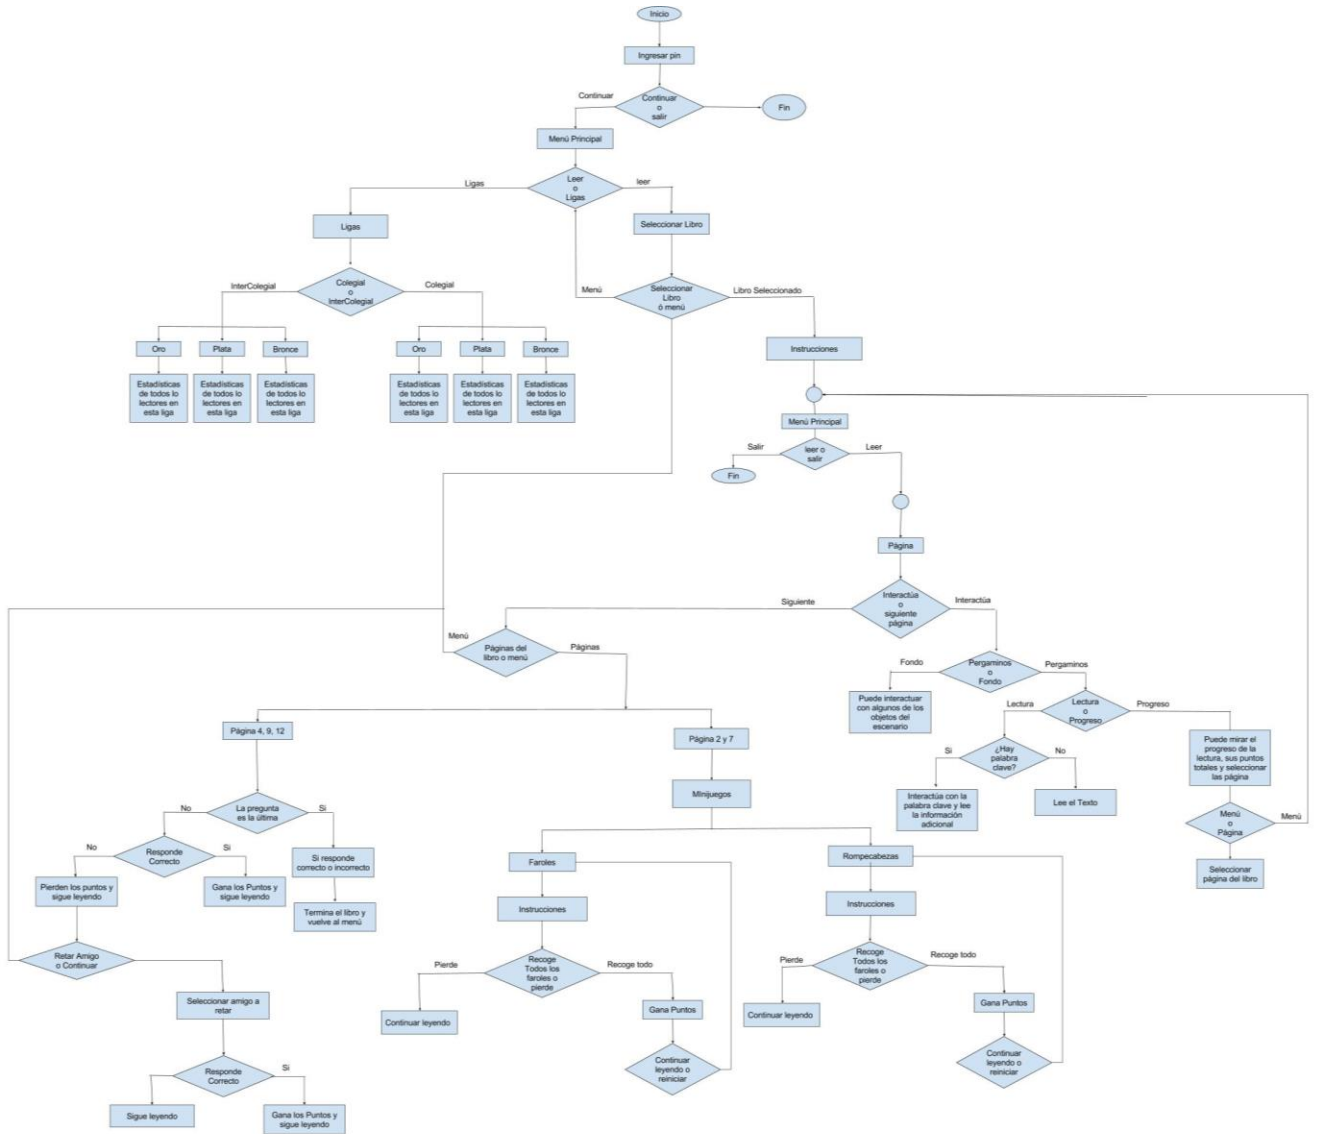 Inicio
Ingresar pin
Continuar
Continuar
o
salir
Fin
Menú Principal
Leer
o
Ligas
Ligas
leer
Ligas
Seleccionar Libro
Colegial
o
InterColegial
InterColegial
Colegial
Menú
Seleccionar
Libro
ó menú
Libro Seleccionado
Oro
Plata
Bronce
Oro
Plata
Bronce
Instrucciones
Estadísticas
de todos lo
lectores en
esta liga
Estadísticas
de todos lo
lectores en
esta liga
Estadísticas
de todos lo
lectores en
esta liga
Estadísticas
de todos lo
lectores en
esta liga
Estadísticas
de todos lo
lectores en
esta liga
Estadísticas
de todos lo
lectores en
esta liga
Menú Principal
Salir
leer o
salir
Leer
Fin
Página
Siguiente
Interactúa
o
siguiente
página
Interactúa
Menú
Páginas del
libro o menú
Páginas
Fondo
Pergaminos
o
Fondo
Pergaminos
Puede interactuar
con algunos de los
objetos del
escenario
Lectura
Lectura
o
Progreso
Progreso
Página 4, 9, 12
Página 2 y 7
Si
¿Hay
palabra
clave?
No
Puede mirar el
progreso de la
lectura, sus puntos
totales y seleccionar
las página
Interactúa con la
palabra clave y lee
la información
adicional
Lee el Texto
MInijuegos
No
La pregunta
es la última
Si
Menú
o
Página
Menú
No
Responde
Correcto
Si
Si responde
correcto o incorrecto
Faroles
Rompecabezas
Seleccionar
página del libro
Pierden los puntos y
sigue leyendo
Gana los Puntos y
sigue leyendo
Termina el libro y
vuelve al menú
Instrucciones
Instrucciones
Retar Amigo
o Continuar
Pierde
Recoge
Todos los
faroles o
pierde
Recoge todo
Pierde
Recoge
Todos los
faroles o
pierde
Recoge todo
Seleccionar amigo a
retar
Continuar leyendo
Gana Puntos
Continuar leyendo
Gana Puntos
Responde
Correcto
Si
Continuar
leyendo o
reiniciar
Continuar
leyendo o
reiniciar
Sigue leyendo
Gana los Puntos y
sigue leyendo